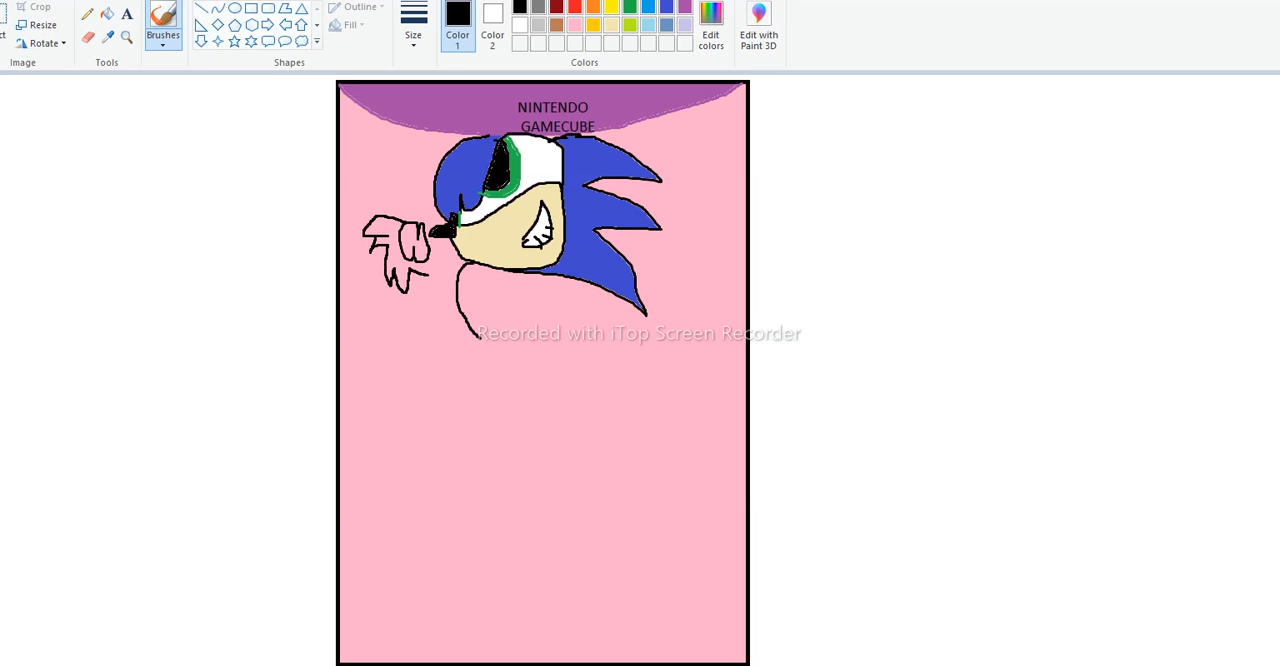 Crop
Resize
Rotate
Image
Tools
Brushes
Shapes
Outline
Fill
Size
Color
1
Color
2
Edit
colors
Colors
Edit with
Paint 3D
NINTENDO
GAMECUBE
Recorded with iTop Screen Recorder